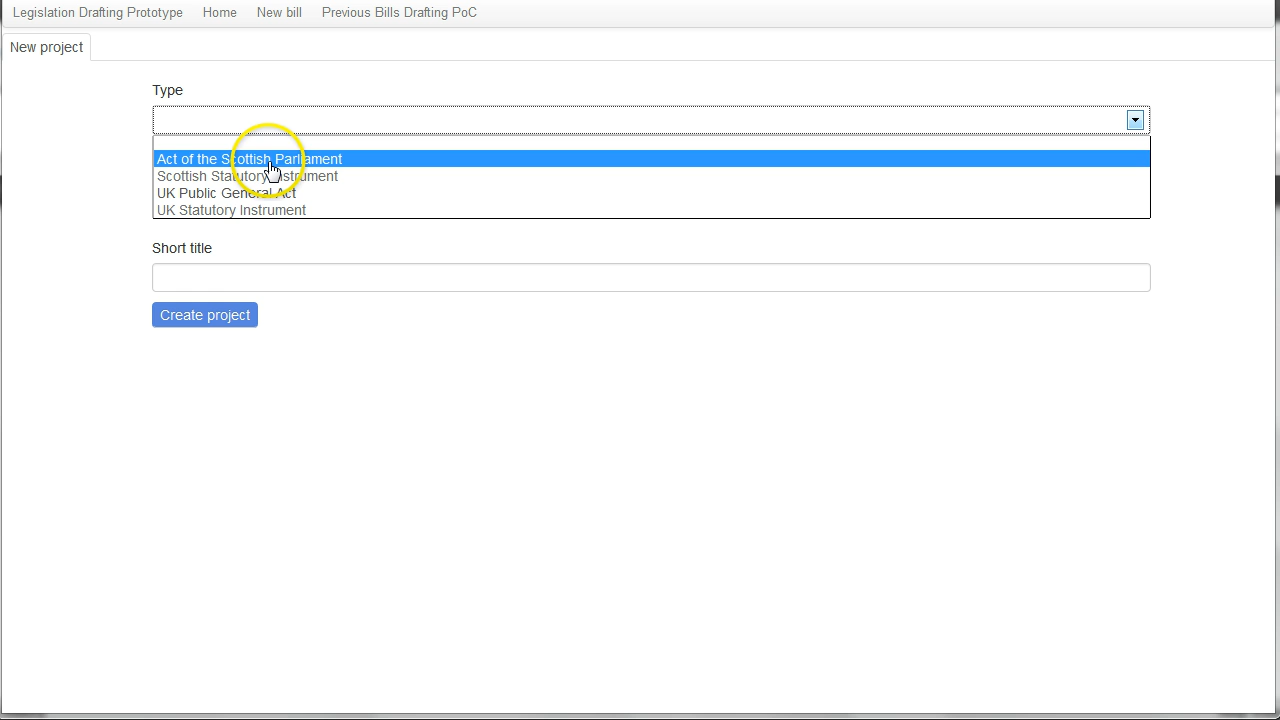 Legislation Drafting Prototype Home New bill Previous Bills Drafting PoC
New project
Type
Act of the Scottish Parliament
Scottish Statutory Instrument
UK Public General Act
UK Statutory Instrument
Short title
Create project